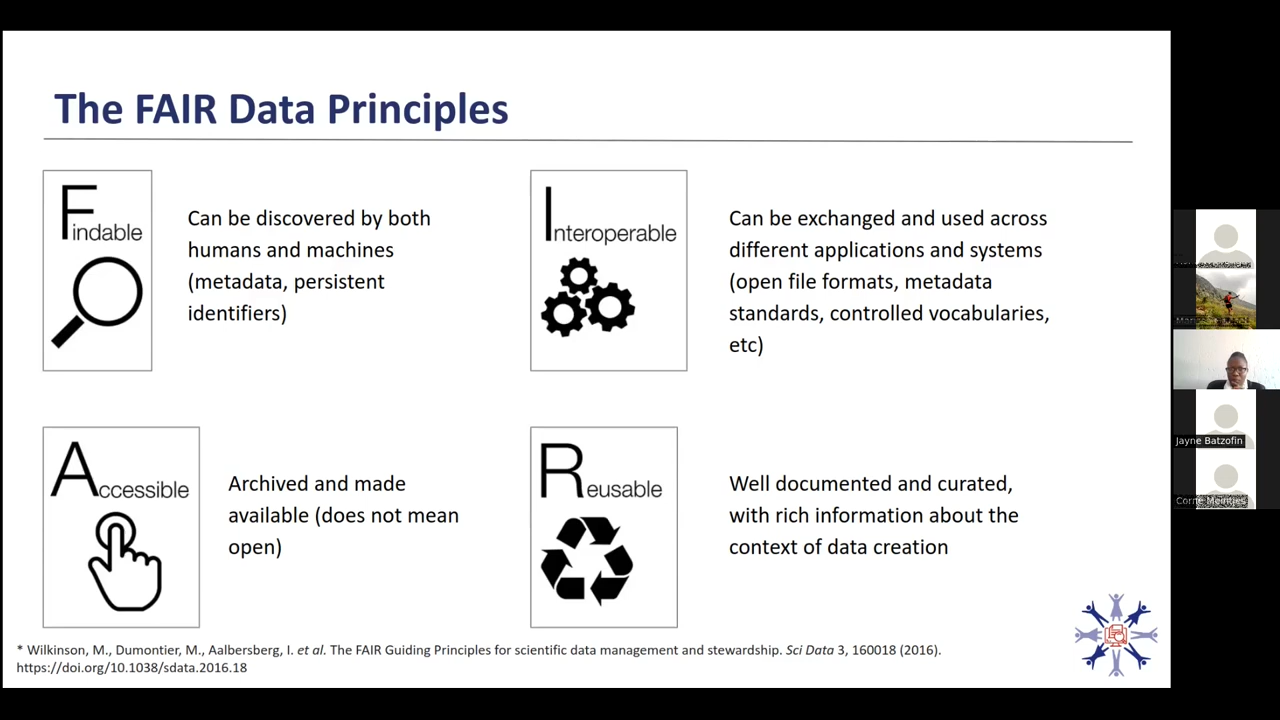 The FAIR Data Principles
Findable
Can be discovered by both
humans and machines
(metadata, persistent
identifiers)
Interoperable
Can be exchanged and used across
different applications and systems
(open file formats, metadata
standards, controlled vocabularies,
etc)
Accessible
Archived and made
available (does not mean
open)
Reusable
Well documented and curated,
with rich information about the
context of data creation
* Wilkinson, M., Dumontier, M., Aalbersberg, I. et al. The FAIR Guiding Principles for scientific data management and stewardship. Sci Data 3, 160018 (2016).
https://doi.org/10.1038/sdata.2016.18
Jayne Batzofin
Corne Meintjes